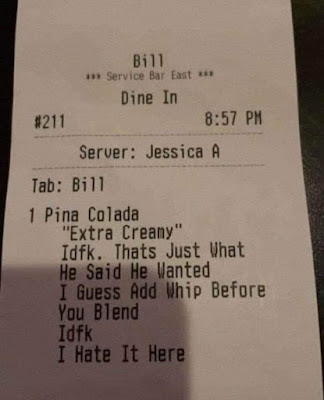 Bill
*** Service Bar East ***
Dine In
#211 8:57 PM
Server: Jessica A
Tab: Bill
1 Pina Colada
"Extra Creamy"
Idfk. Thats Just What
He Said He Wanted
I Guess Add Whip Before
You Blend
Idfk
I Hate It Here